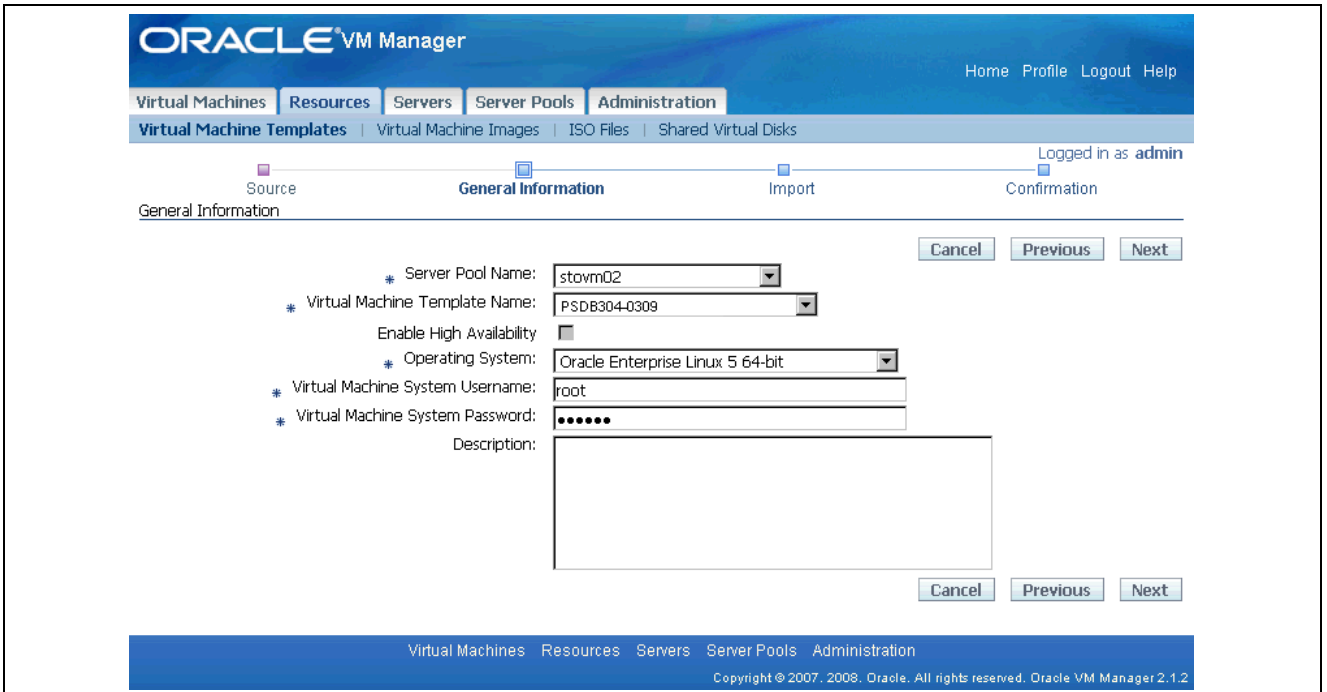 ORACLE VM Manager
Home Profile Logout Help
Virtual Machines Resources Servers Server Pools Administration
Virtual Machine Templates | Virtual Machine Images | ISO Files | Shared Virtual Disks
Logged in as admin
Source General Information Import Confirmation
General Information
Cancel Previous Next
* Server Pool Name: stovm02
* Virtual Machine Template Name: PSDB304-0309
Enable High Availability
* Operating System: Oracle Enterprise Linux 5 64-bit
* Virtual Machine System Username: root
* Virtual Machine System Password: ••••••
Description:
Cancel Previous Next
Virtual Machines Resources Servers Server Pools Administration
Copyright © 2007. 2008. Oracle. All rights reserved. Oracle VM Manager 2.1.2